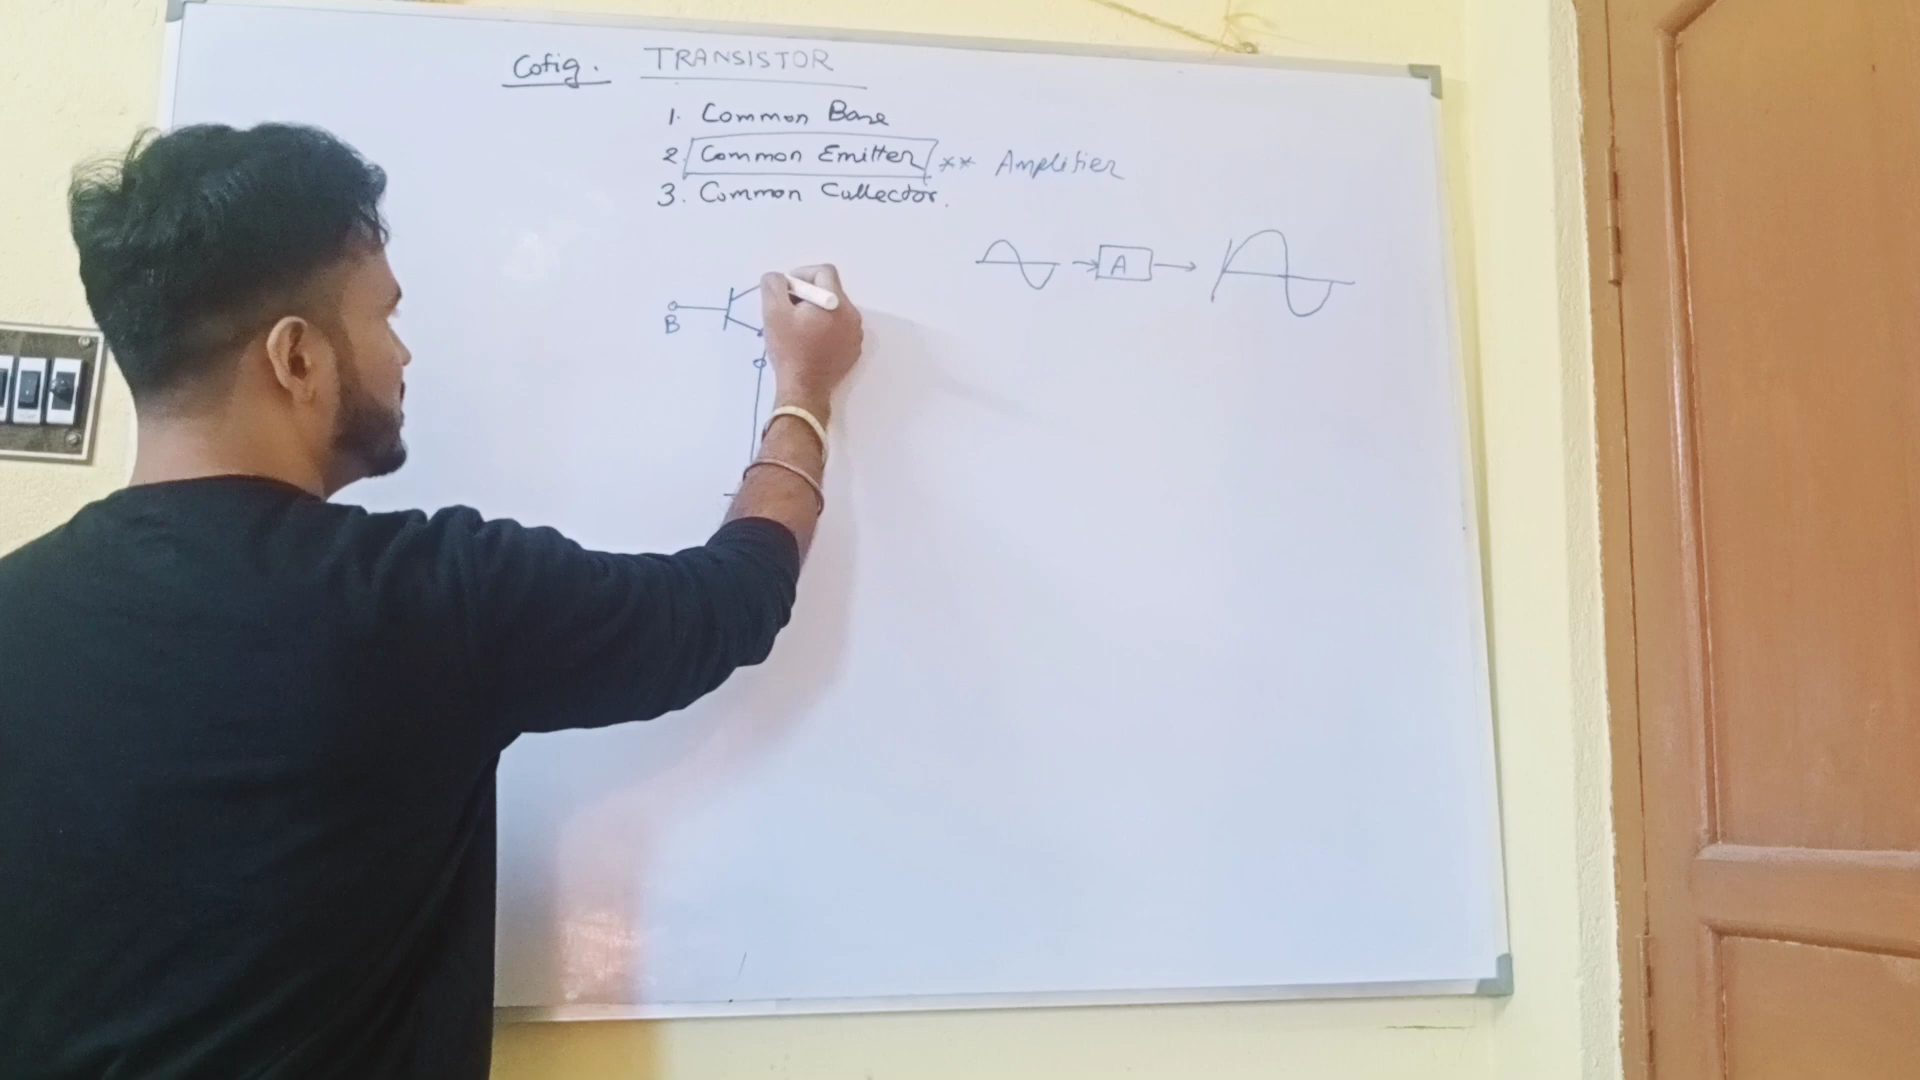 Cofig. TRANSISTOR
1. Common Base
2. Common Emitter ** Amplifier
3. Common Cullector.
A
B